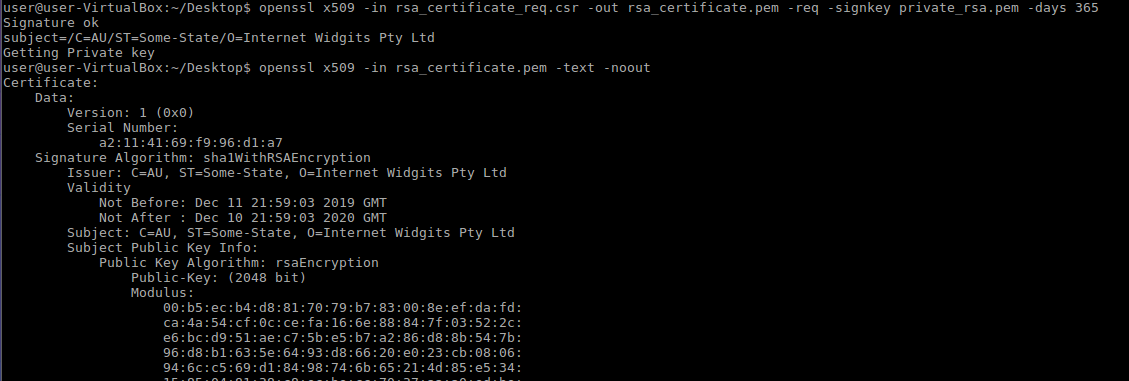 user@user-VirtualBox:~/Desktop$ openssl x509 -in rsa_certificate_req.csr -out rsa_certificate.pem -req -signkey private_rsa.pem -days 365
Signature ok
subject=/C=AU/ST=Some-State/O=Internet Widgits Pty Ltd
Getting Private key
user@user-VirtualBox:~/Desktop$ openssl x509 -in rsa_certificate.pem -text -noout
Certificate:
    Data:
        Version: 1 (0x0)
        Serial Number:
            a2:11:41:69:f9:96:d1:a7
    Signature Algorithm: sha1WithRSAEncryption
        Issuer: C=AU, ST=Some-State, O=Internet Widgits Pty Ltd
        Validity
            Not Before: Dec 11 21:59:03 2019 GMT
            Not After : Dec 10 21:59:03 2020 GMT
        Subject: C=AU, ST=Some-State, O=Internet Widgits Pty Ltd
        Subject Public Key Info:
            Public Key Algorithm: rsaEncryption
                Public-Key: (2048 bit)
                Modulus:
                    00:b5:ec:b4:d8:81:70:79:b7:83:00:8e:ef:da:fd:
                    ca:4a:54:cf:0c:ce:fa:16:6e:88:84:7f:03:52:2c:
                    e6:bc:d9:51:ae:c7:5b:e5:b7:a2:86:d8:8b:54:7b:
                    96:d8:b1:63:5e:64:93:d8:66:20:e0:23:cb:08:06:
                    94:6c:c5:69:d1:84:98:74:6b:65:21:4d:85:e5:34: